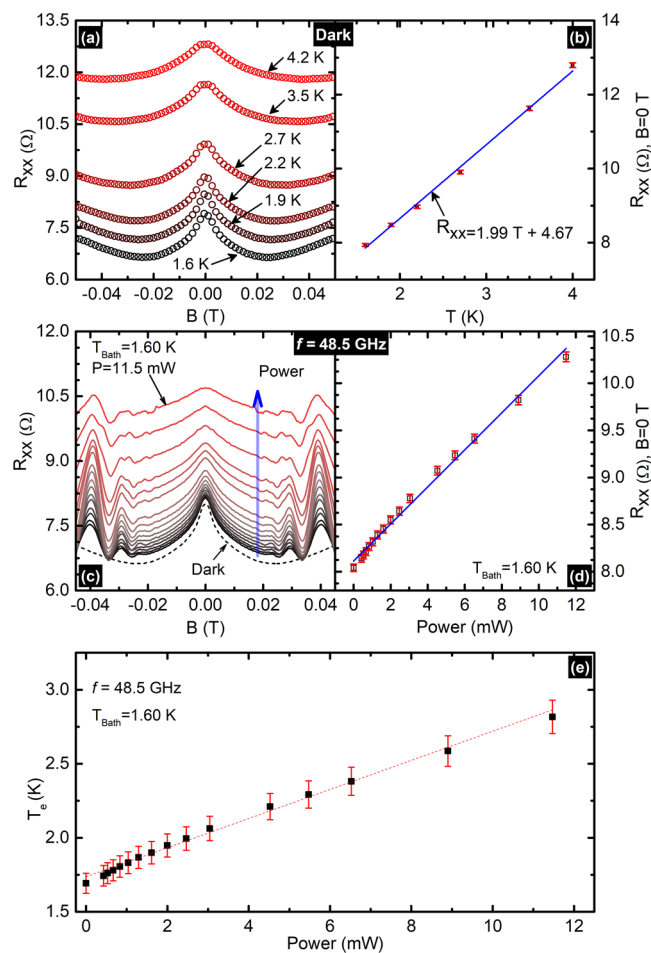 (a)
Dark
(b)
13.5
12.0
10.5
9.0
7.5
6.0
R_XX (Ω)
4.2 K
3.5 K
2.7 K
2.2 K
1.9 K
1.6 K
-0.04 -0.02 0.00 0.02 0.04
B (T)
14
12
10
8
R_XX (Ω), B=0 T
R_XX=1.99 T + 4.67
2 3 4
T (K)
f = 48.5 GHz
12.0
10.5
9.0
7.5
6.0
R_XX (Ω)
T_Bath=1.60 K
P=11.5 mW
Power
Dark
(c)
-0.04 -0.02 0.00 0.02 0.04
B (T)
10.5
10.0
9.5
9.0
8.5
8.0
R_XX (Ω), B=0 T
T_Bath=1.60 K
(d)
0 2 4 6 8 10 12
Power (mW)
(e)
f = 48.5 GHz
T_Bath=1.60 K
3.0
2.5
2.0
1.5
T_e (K)
0 2 4 6 8 10 12
Power (mW)